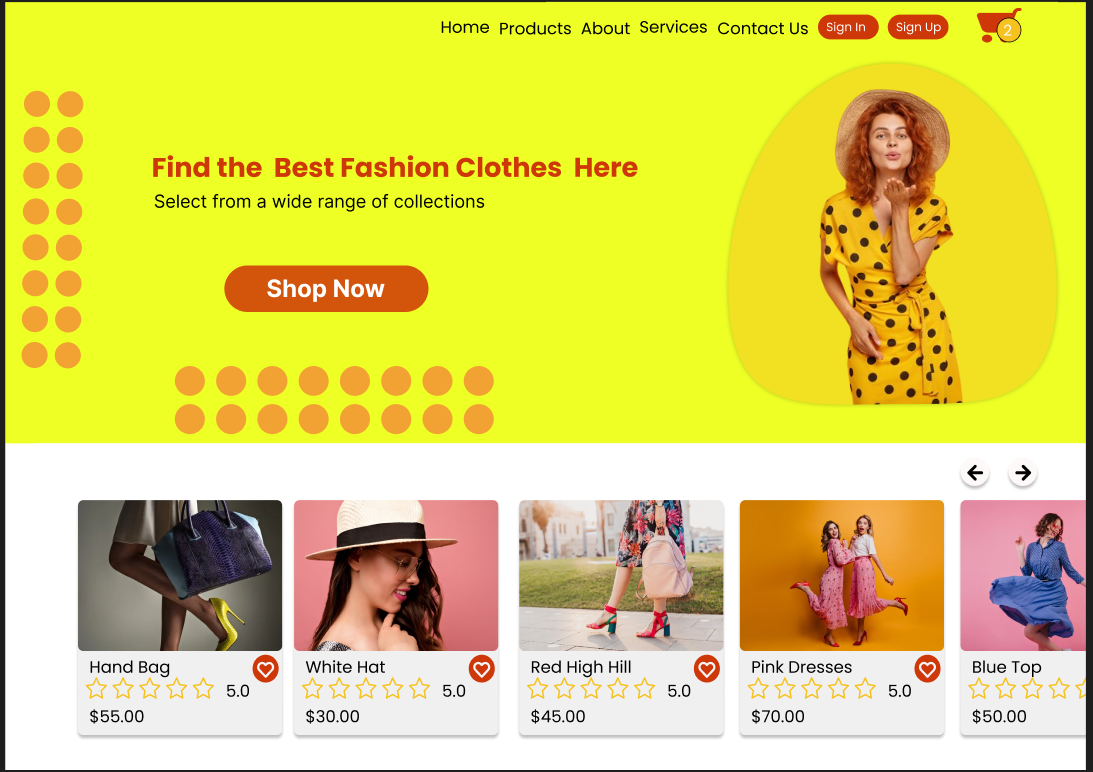 Home Products About Services Contact Us Sign In Sign Up 2
Find the Best Fashion Clothes Here
Select from a wide range of collections
Shop Now
Hand Bag
5.0
$55.00
White Hat
5.0
$30.00
Red High Hill
5.0
$45.00
Pink Dresses
5.0
$70.00
Blue Top
$50.00